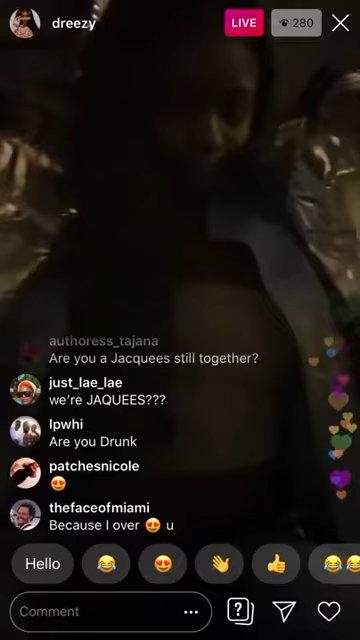 dreezy
LIVE
280
authoress_tajana
Are you a Jacquees still together?
just_lae_lae
we're JAQUEES???
lpwhi
Are you Drunk
patchesnicole
😍
thefaceofmiami
Because I over 😍 u
Hello 😂 😍 👋 👍 😂😂
Comment
?